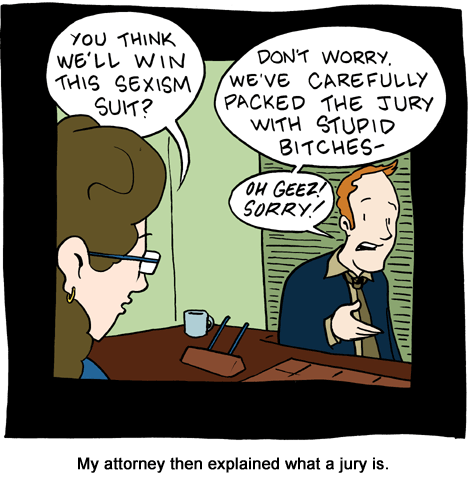 YOU THINK
WE'LL WIN
THIS SEXISM
SUIT?
DON'T WORRY.
WE'VE CAREFULLY
PACKED THE JURY
WITH STUPID
BITCHES-
OH GEEZ!
SORRY!
My attorney then explained what a jury is.